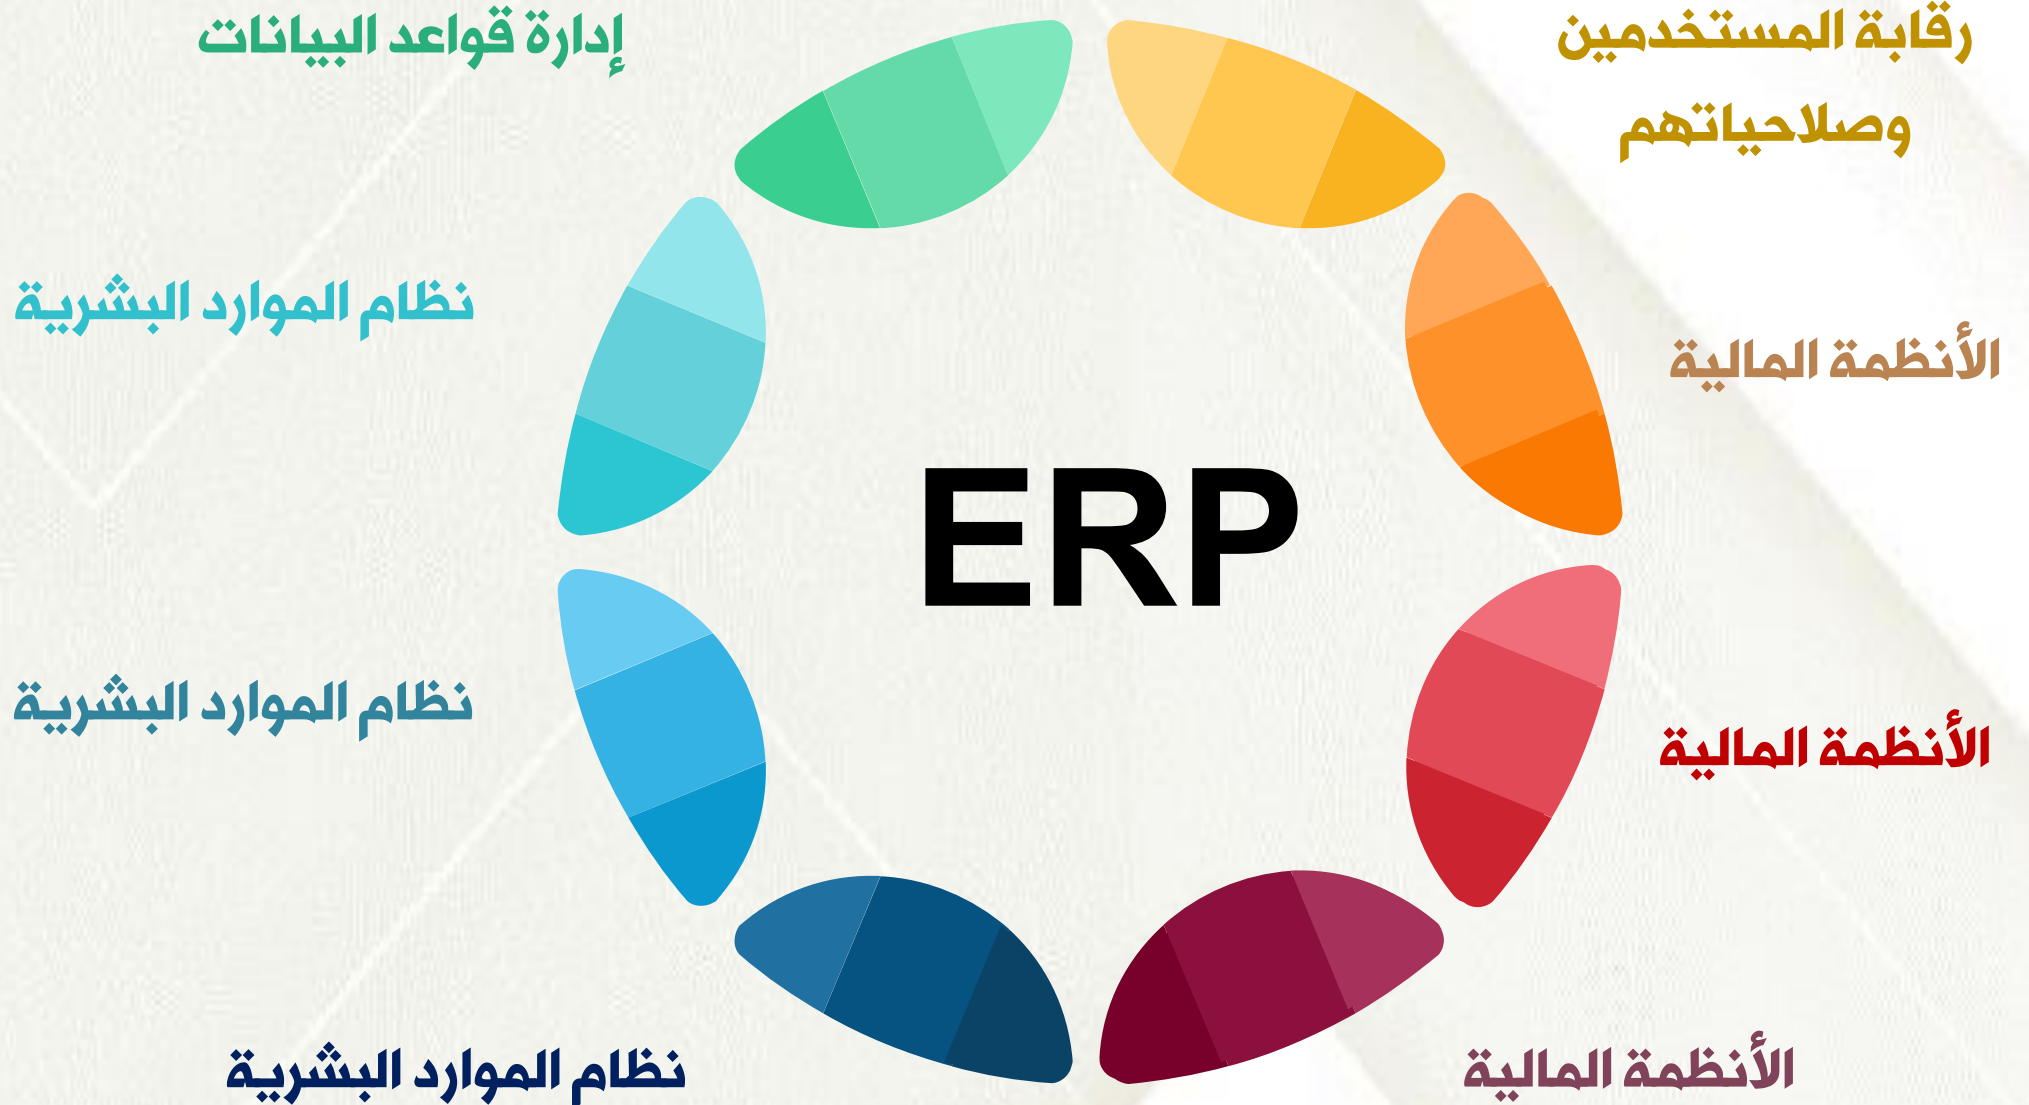 رقابة المستخدمين
وصلاحياتهم
إدارة قواعد البيانات
الأنظمة المالية
نظام الموارد البشرية
ERP
الأنظمة المالية
نظام الموارد البشرية
الأنظمة المالية
نظام الموارد البشرية